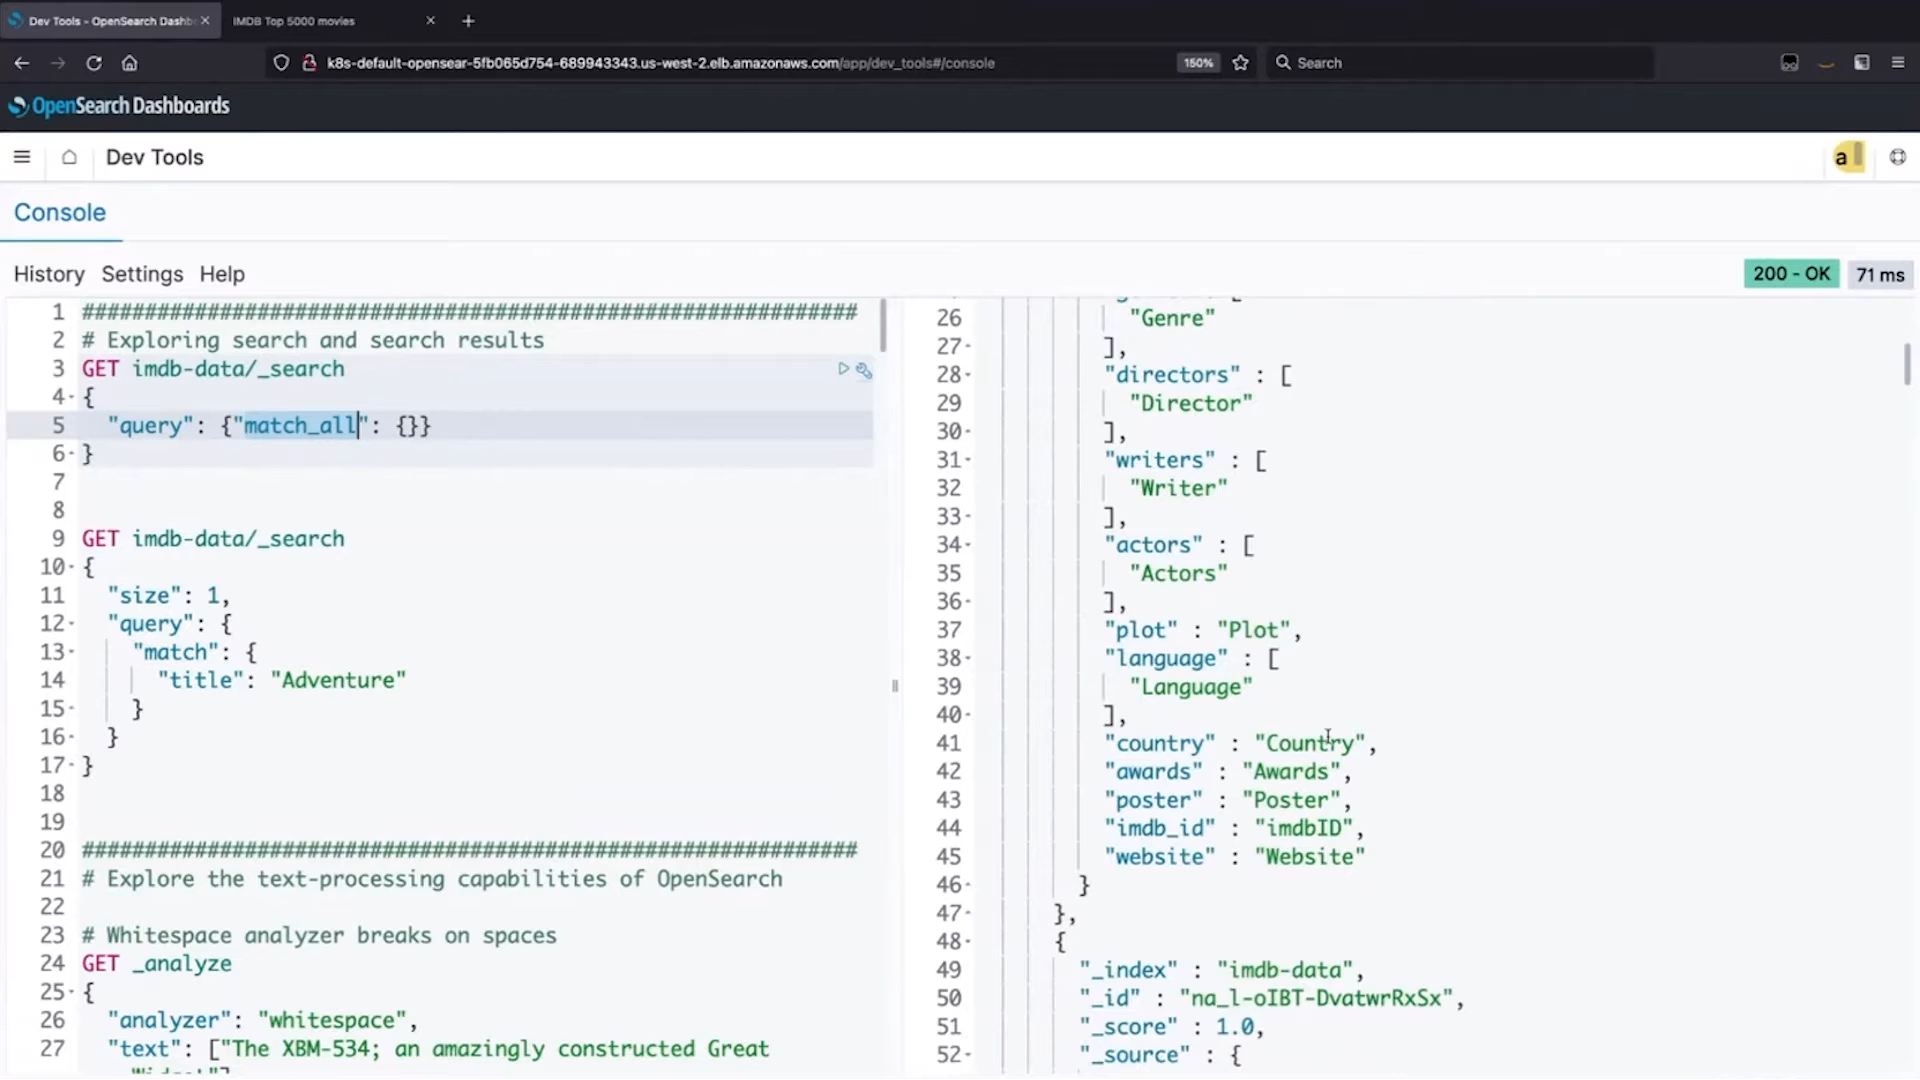 Dev Tools - OpenSearch Dashb
IMDB Top 5000 movies
k8s-default-opensear-5fb065d754-689943343.us-west-2.elb.amazonaws.com/app/dev_tools#/console
150%
Search
OpenSearch Dashboards
Dev Tools
a
Console
History Settings Help
200 - OK
71 ms
1 ##############################################################
2 # Exploring search and search results
3 GET imdb-data/_search
4 {
5 "query": {"match_all": {}}
6 }
7
8
9 GET imdb-data/_search
10 {
11 "size": 1,
12 "query": {
13 "match": {
14 "title": "Adventure"
15 }
16 }
17 }
18
19
20 ##############################################################
21 # Explore the text-processing capabilities of OpenSearch
22
23 # Whitespace analyzer breaks on spaces
24 GET _analyze
25 {
26 "analyzer": "whitespace",
27 "text": ["The XBM-534; an amazingly constructed Great
26 "Genre"
27 ],
28 "directors" : [
29 "Director"
30 ],
31 "writers" : [
32 "Writer"
33 ],
34 "actors" : [
35 "Actors"
36 ],
37 "plot" : "Plot",
38 "language" : [
39 "Language"
40 ],
41 "country" : "Country",
42 "awards" : "Awards",
43 "poster" : "Poster",
44 "imdb_id" : "imdbID",
45 "website" : "Website"
46 }
47 },
48 {
49 "_index" : "imdb-data",
50 "_id" : "na_l-oIBT-DvatwrRxSx",
51 "_score" : 1.0,
52 "_source" : {